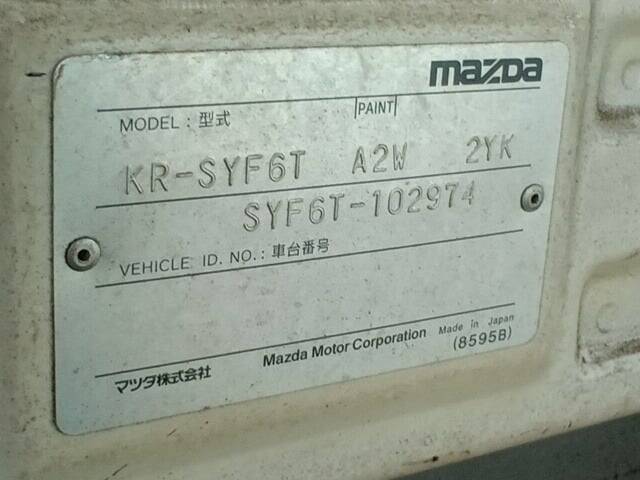 mazda
MODEL : 型式 PAINT
KR-SYF6T A2W 2YK
SYF6T-102974
VEHICLE ID. NO. : 車台番号
マツダ株式会社 Mazda Motor Corporation Made in Japan
(8595B)